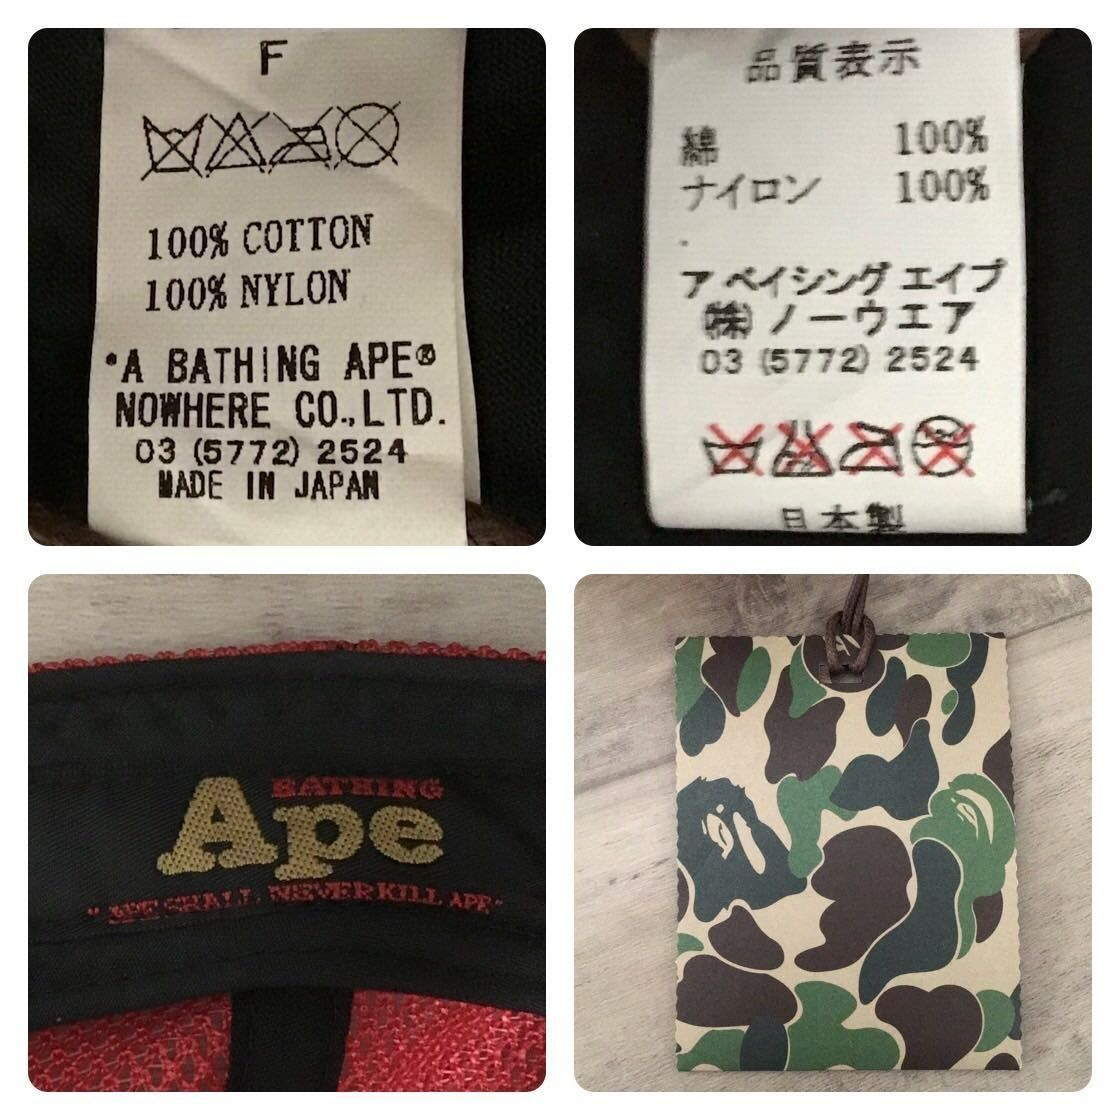 F
100% COTTON
100% NYLON
"A BATHING APE®
NOWHERE CO.,LTD.
03 (5772) 2524
MADE IN JAPAN
品質表示
綿 100%
ナイロン 100%
ア ベイシング エイプ
㈱ ノーウエア
03 (5772) 2524
日本製
BATHING
Ape
"APE SHALL NEVER KILL APE"